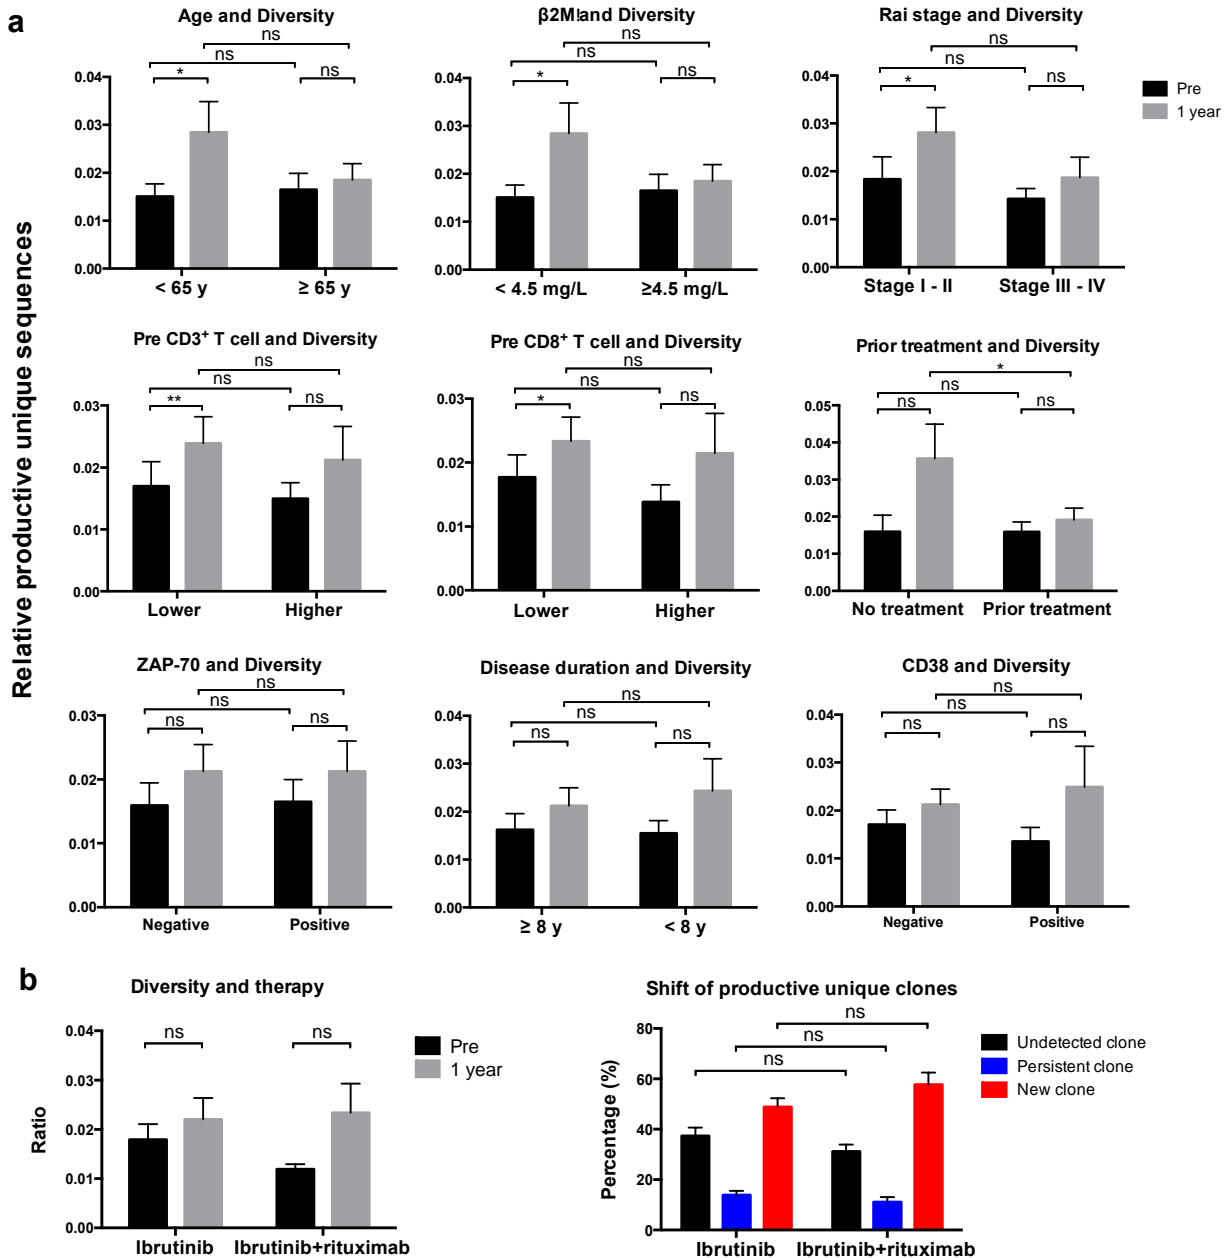 a
Relative productive unique sequences
Age and Diversity
ns
ns
* ns
0.04
0.03
0.02
0.01
0.00
< 65 y ≥ 65 y
β2M and Diversity
ns
ns
* ns
0.04
0.03
0.02
0.01
0.00
< 4.5 mg/L ≥4.5 mg/L
Rai stage and Diversity
ns
ns
* ns
0.04
0.03
0.02
0.01
0.00
Stage I - II Stage III - IV
Pre
1 year
Pre CD3⁺ T cell and Diversity
ns
ns
** ns
0.03
0.02
0.01
0.00
Lower Higher
Pre CD8⁺ T cell and Diversity
ns
ns
* ns
0.03
0.02
0.01
0.00
Lower Higher
Prior treatment and Diversity
*
ns
ns ns
0.05
0.04
0.03
0.02
0.01
0.00
No treatment Prior treatment
ZAP-70 and Diversity
ns
ns
ns ns
0.03
0.02
0.01
0.00
Negative Positive
Disease duration and Diversity
ns
ns
ns ns
0.04
0.03
0.02
0.01
0.00
≥ 8 y < 8 y
CD38 and Diversity
ns
ns
ns ns
0.04
0.03
0.02
0.01
0.00
Negative Positive
b
Diversity and therapy
ns ns
Ratio
0.04
0.03
0.02
0.01
0.00
Ibrutinib Ibrutinib+rituximab
Pre
1 year
Shift of productive unique clones
ns
ns
ns
Percentage (%)
80
60
40
20
0
Ibrutinib Ibrutinib+rituximab
Undetected clone
Persistent clone
New clone